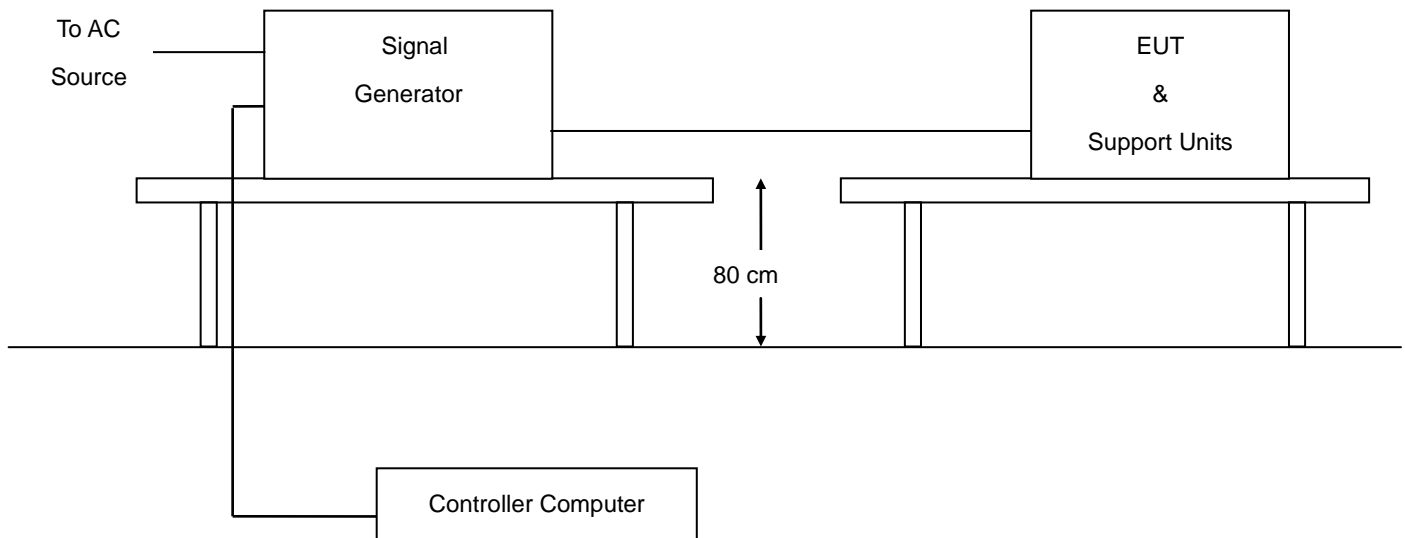 To AC
Source
Signal
Generator
EUT
&
Support Units
80 cm
Controller Computer